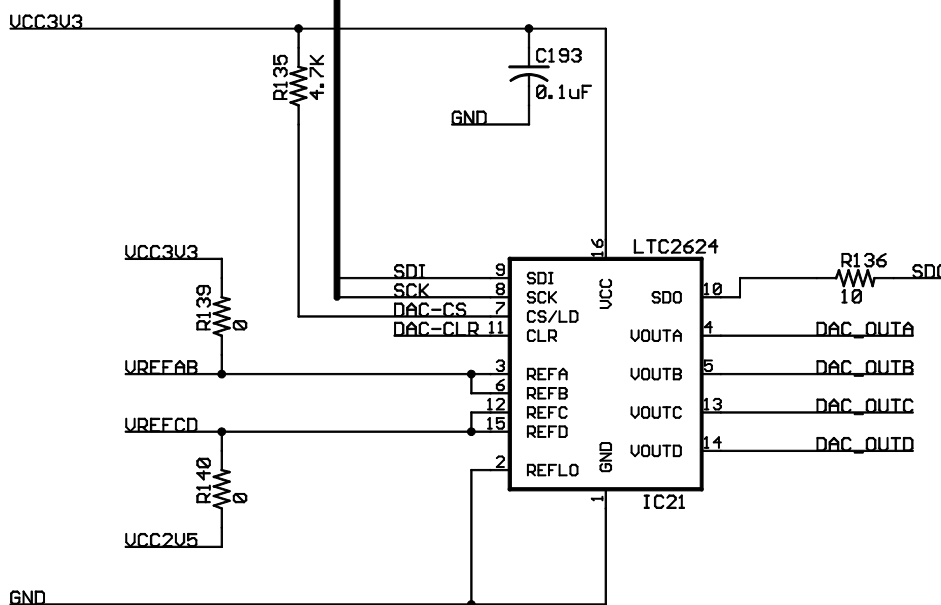 VCC3V3
R135
4.7K
C193
0.1uF
GND
VCC3V3
R139
0
VREFAB
VREFCD
R140
0
VCC2V5
GND
SDI
SCK
DAC-CS
DAC-CLR
9
8
7
11
3
6
12
15
2
16
LTC2624
SDI
SCK
CS/LD
CLR
REFA
REFB
REFC
REFD
REFLO
VCC
GND
SDO
VOUTA
VOUTB
VOUTC
VOUTD
1
IC21
10
4
5
13
14
R136
10
SDO
DAC_OUTA
DAC_OUTB
DAC_OUTC
DAC_OUTD